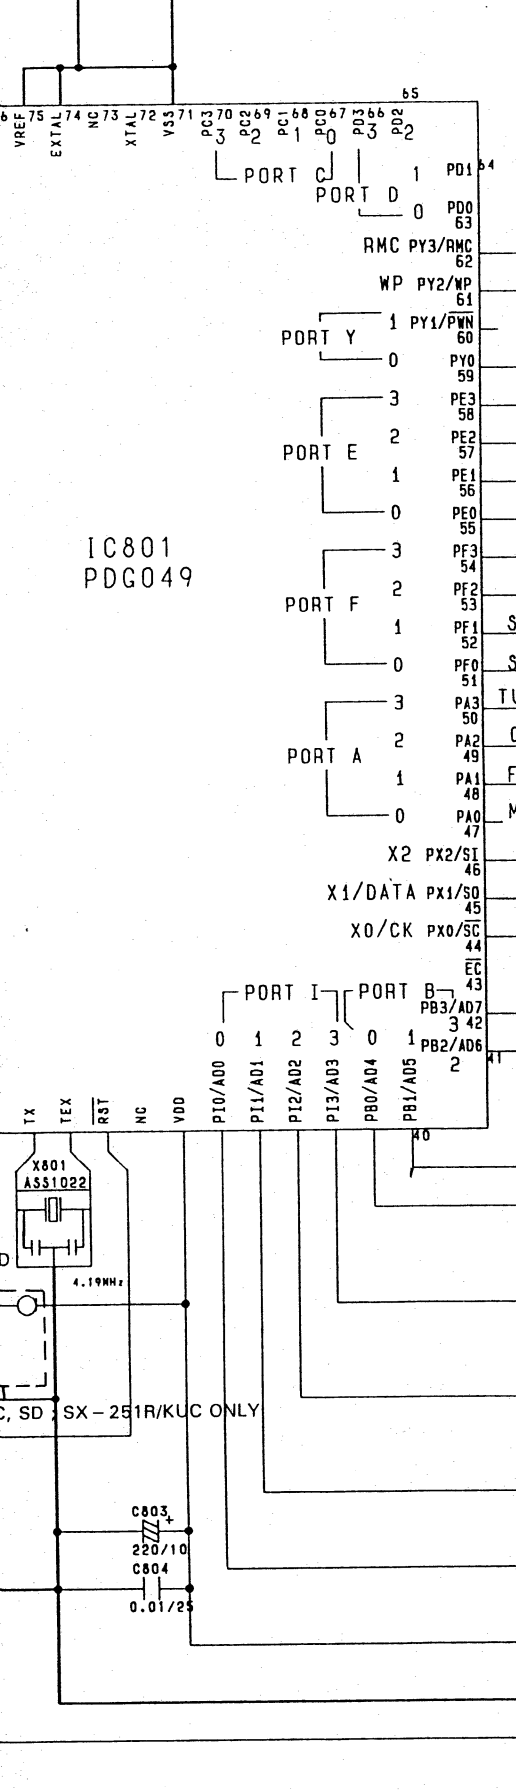 65
6 VREF 75 EXTAL 74 NC 73 XTAL 72 VSS 71 PC3 70 PC2 69 PC1 68 PC0 67 PD3 66 PD2
3 2 1 0 3 2
PORT C
1 PD1 64
PORT D
0 PD0
63
RMC PY3/RMC
62
WP PY2/WP
61
1 PY1/PWN
60
PORT Y
0 PY0
59
3 PE3
58
2 PE2
57
PORT E
1 PE1
56
0 PE0
55
IC801
PDG049
3 PF3
54
2 PF2
53
PORT F
1 PF1 S
52
0 PF0 S
51
3 PA3 TU
50
2 PA2
49
PORT A
1 PA1 F
48
0 PA0 M
47
X2 PX2/SI
46
X1/DATA PX1/SO
45
X0/CK PX0/SC
44
EC
43
PORT I PORT B
PB3/AD7
3 42
0 1 2 3 0 1 PB2/AD6
2 41
TX TEX RST NC VDD PI0/AD0 PI1/AD1 PI2/AD2 PI3/AD3 PB0/AD4 PB1/AD5
40
X801
ASS1022
D
4.19MHz
C, SD ; SX-251R/KUC ONLY
C803
+
220/10
C804
0.01/25